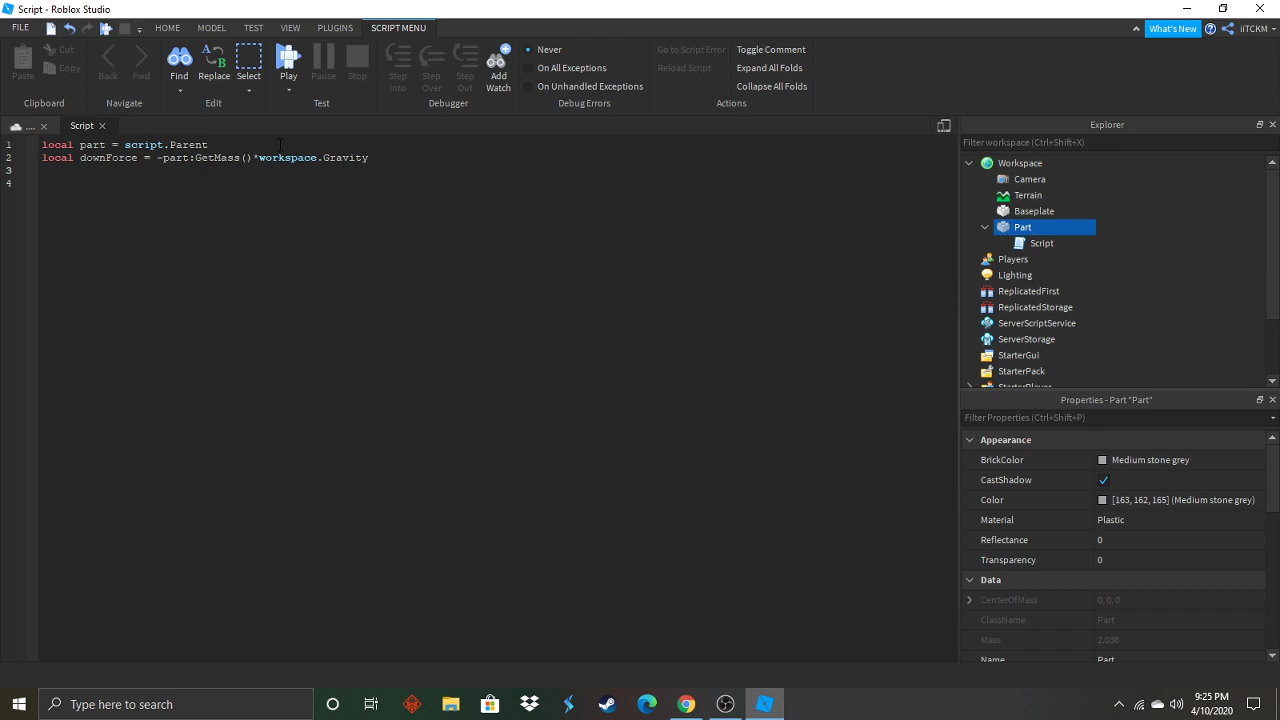 Script - Roblox Studio
FILE HOME MODEL TEST VIEW PLUGINS SCRIPT MENU What's New iiTCKM
Paste Cut Copy Back Fwd Find Replace Select Play Pause Stop Step Into Step Over Step Out Add Watch
Never
On All Exceptions
On Unhandled Exceptions
Go to Script Error
Reload Script
Toggle Comment
Expand All Folds
Collapse All Folds
Clipboard Navigate Edit Test Debugger Debug Errors Actions
.... Script
1 local part = script.Parent
2 local downForce = -part:GetMass()*workspace.Gravity
3
4
Explorer
Filter workspace (Ctrl+Shift+X)
Workspace
Camera
Terrain
Baseplate
Part
Script
Players
Lighting
ReplicatedFirst
ReplicatedStorage
ServerScriptService
ServerStorage
StarterGui
StarterPack
StarterPlayer
Properties - Part "Part"
Filter Properties (Ctrl+Shift+P)
Appearance
BrickColor Medium stone grey
CastShadow
Color [163, 162, 165] (Medium stone grey)
Material Plastic
Reflectance 0
Transparency 0
Data
CenterOfMass 0, 0, 0
ClassName Part
Mass 2.038
Name Part
Type here to search
9:25 PM
4/10/2020